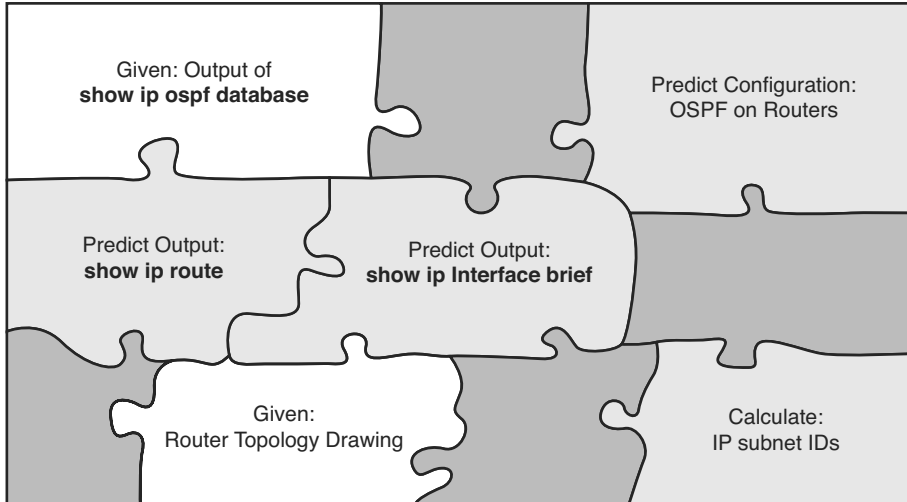 Given: Output of
show ip ospf database
Predict Configuration:
OSPF on Routers
Predict Output:
show ip route
Predict Output:
show ip Interface brief
Given:
Router Topology Drawing
Calculate:
IP subnet IDs